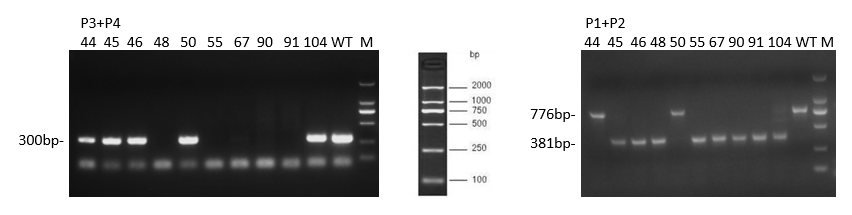 P3+P4
44 45 46 48 50 55 67 90 91 104 WT M
300bp-
bp
2000
1000
750
500
250
100
P1+P2
44 45 46 48 50 55 67 90 91 104 WT M
776bp-
381bp-